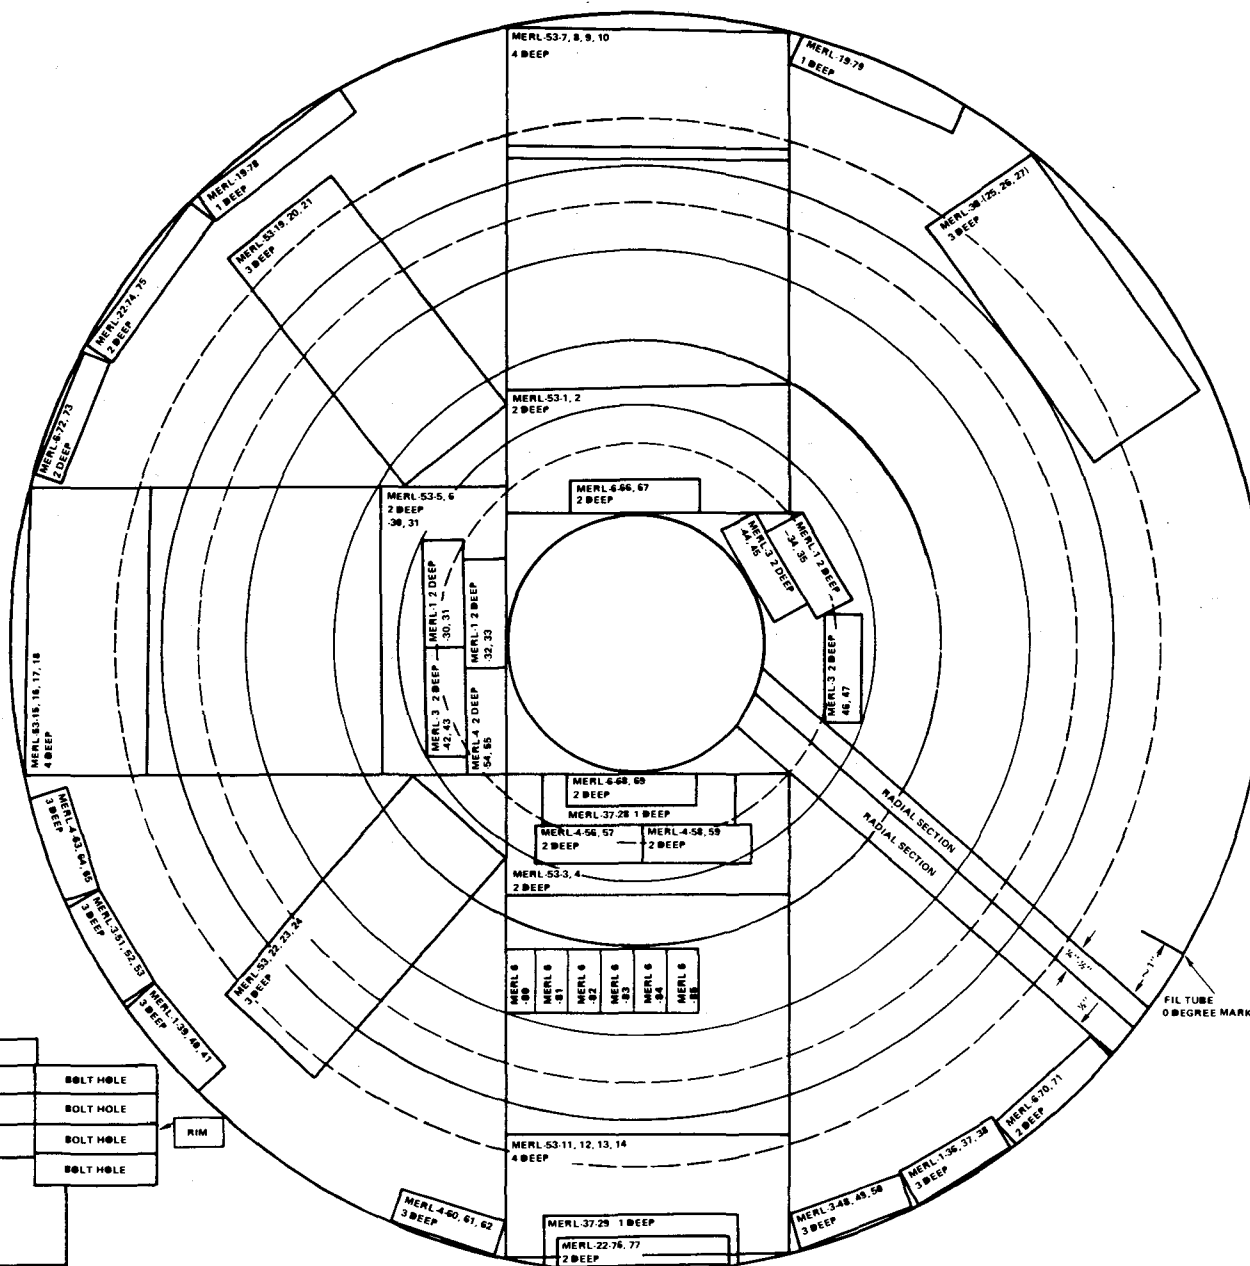 MERL-53-7, 8, 9, 10
4 DEEP
MERL-19-79
1 DEEP
MERL-19-78
1 DEEP
MERL-53-19, 20, 21
3 DEEP
MERL-30-(25, 26, 27)
3 DEEP
MERL-22-74, 75
2 DEEP
MERL-6-72, 73
2 DEEP
MERL-53-1, 2
2 DEEP
MERL-53-5, 6
2 DEEP
-30, 31
MERL-6-66, 67
2 DEEP
MERL-3 2 DEEP
-44, 45
MERL-1 2 DEEP
-34, 35
MERL-1 2 DEEP
-30, 31
MERL-1 2 DEEP
-32, 33
MERL-3 2 DEEP
-42, 43
MERL-4 2 DEEP
-54, 55
MERL-3 2 DEEP
46, 47
MERL-53-15, 16, 17, 18
4 DEEP
MERL-6-68, 69
2 DEEP
MERL-37-28 1 DEEP
MERL-4-56, 57
2 DEEP
MERL-4-58, 59
2 DEEP
MERL-53-3, 4
2 DEEP
RADIAL SECTION
RADIAL SECTION
MERL-4-63, 64, 65
3 DEEP
MERL-3-51, 52, 53
3 DEEP
MERL-1-39, 40, 41
3 DEEP
MERL-53, 22, 23, 24
3 DEEP
MERL 6
-80
MERL 6
-81
MERL 6
-82
MERL 6
-83
MERL 6
-84
MERL 6
-85
½"
~1"
FIL TUBE
0 DEGREE MARK
BOLT HOLE
BOLT HOLE
BOLT HOLE
BOLT HOLE
RIM
MERL-53-11, 12, 13, 14
4 DEEP
MERL-6-70, 71
2 DEEP
MERL-1-36, 37, 38
3 DEEP
MERL-3-48, 49, 50
3 DEEP
MERL-4-60, 61, 62
3 DEEP
MERL-37-29 1 DEEP
MERL-22-76, 77
2 DEEP